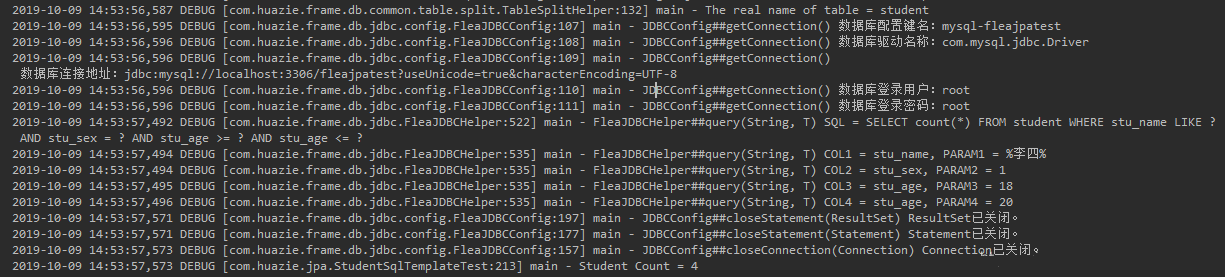 2019-10-09 14:53:56,587 DEBUG [com.huazie.frame.db.common.table.split.TableSplitHelper:132] main - The real name of table = student
2019-10-09 14:53:56,595 DEBUG [com.huazie.frame.db.jdbc.config.FleaJDBCConfig:107] main - JDBCConfig##getConnection() 数据库配置键名：mysql-fleajpatest
2019-10-09 14:53:56,596 DEBUG [com.huazie.frame.db.jdbc.config.FleaJDBCConfig:108] main - JDBCConfig##getConnection() 数据库驱动名称：com.mysql.jdbc.Driver
2019-10-09 14:53:56,596 DEBUG [com.huazie.frame.db.jdbc.config.FleaJDBCConfig:109] main - JDBCConfig##getConnection()
数据库连接地址：jdbc:mysql://localhost:3306/fleajpatest?useUnicode=true&characterEncoding=UTF-8
2019-10-09 14:53:56,596 DEBUG [com.huazie.frame.db.jdbc.config.FleaJDBCConfig:110] main - JDBCConfig##getConnection() 数据库登录用户：root
2019-10-09 14:53:56,596 DEBUG [com.huazie.frame.db.jdbc.config.FleaJDBCConfig:111] main - JDBCConfig##getConnection() 数据库登录密码：root
2019-10-09 14:53:57,492 DEBUG [com.huazie.frame.db.jdbc.FleaJDBCHelper:522] main - FleaJDBCHelper##query(String, T) SQL = SELECT count(*) FROM student WHERE stu_name LIKE ?
AND stu_sex = ? AND stu_age >= ? AND stu_age <= ?
2019-10-09 14:53:57,494 DEBUG [com.huazie.frame.db.jdbc.FleaJDBCHelper:535] main - FleaJDBCHelper##query(String, T) COL1 = stu_name, PARAM1 = %李四%
2019-10-09 14:53:57,494 DEBUG [com.huazie.frame.db.jdbc.FleaJDBCHelper:535] main - FleaJDBCHelper##query(String, T) COL2 = stu_sex, PARAM2 = 1
2019-10-09 14:53:57,495 DEBUG [com.huazie.frame.db.jdbc.FleaJDBCHelper:535] main - FleaJDBCHelper##query(String, T) COL3 = stu_age, PARAM3 = 18
2019-10-09 14:53:57,496 DEBUG [com.huazie.frame.db.jdbc.FleaJDBCHelper:535] main - FleaJDBCHelper##query(String, T) COL4 = stu_age, PARAM4 = 20
2019-10-09 14:53:57,571 DEBUG [com.huazie.frame.db.jdbc.config.FleaJDBCConfig:197] main - JDBCConfig##closeStatement(ResultSet) ResultSet已关闭。
2019-10-09 14:53:57,571 DEBUG [com.huazie.frame.db.jdbc.config.FleaJDBCConfig:177] main - JDBCConfig##closeStatement(Statement) Statement已关闭。
2019-10-09 14:53:57,573 DEBUG [com.huazie.frame.db.jdbc.config.FleaJDBCConfig:157] main - JDBCConfig##closeConnection(Connection) Connection已关闭。
2019-10-09 14:53:57,573 DEBUG [com.huazie.jpa.StudentSqlTemplateTest:213] main - Student Count = 4